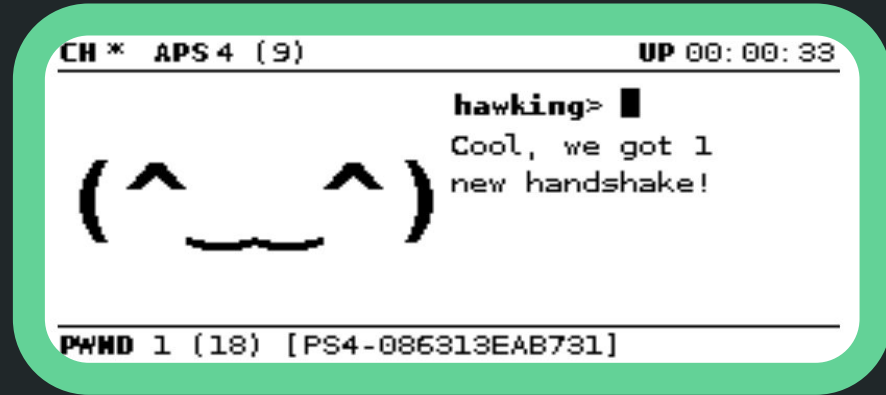 CH * APS 4 (9) UP 00:00:33
hawking> █
Cool, we got 1
new handshake!
(^‿‿^)
PWND 1 (18) [PS4-086313EAB731]